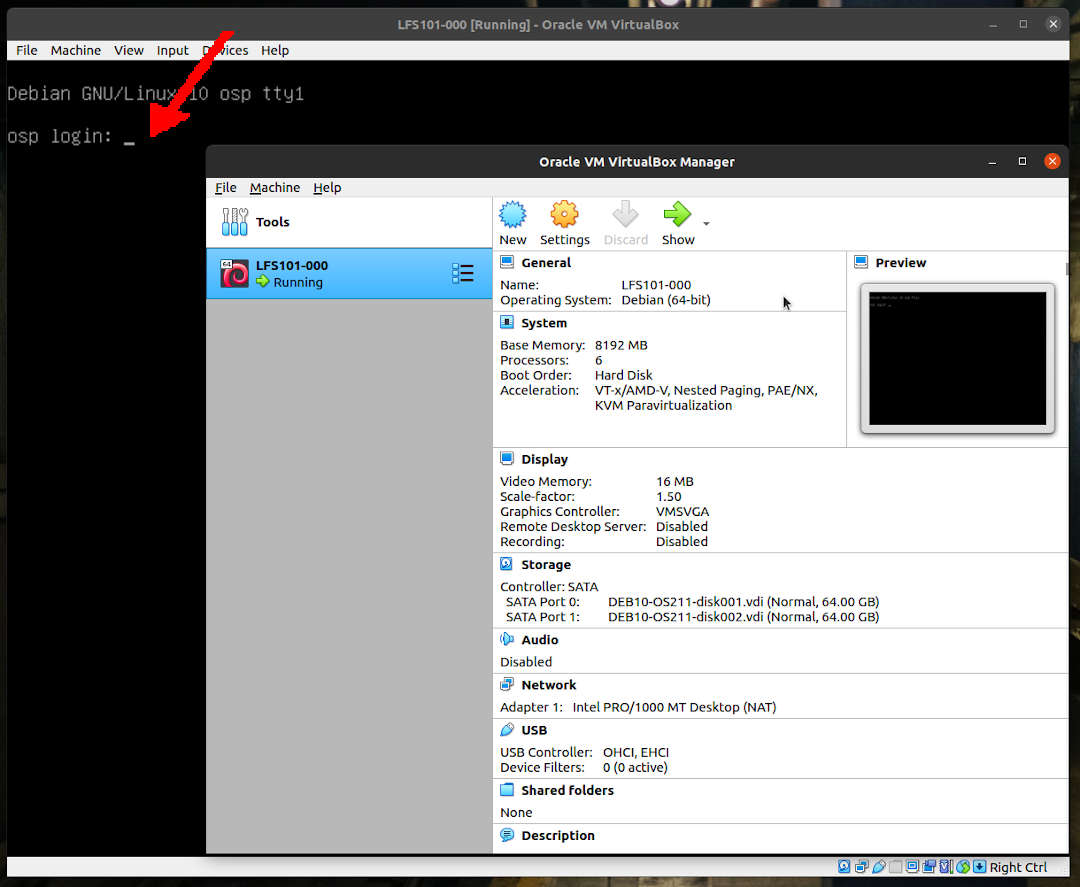 LFS101-000 [Running] - Oracle VM VirtualBox
File Machine View Input Devices Help
Debian GNU/Linux 10 osp tty1
osp login: _
Oracle VM VirtualBox Manager
File Machine Help
Tools
New Settings Discard Show
64
LFS101-000
Running
General
Name: LFS101-000
Operating System: Debian (64-bit)
Preview
System
Base Memory: 8192 MB
Processors: 6
Boot Order: Hard Disk
Acceleration: VT-x/AMD-V, Nested Paging, PAE/NX,
KVM Paravirtualization
Display
Video Memory: 16 MB
Scale-factor: 1.50
Graphics Controller: VMSVGA
Remote Desktop Server: Disabled
Recording: Disabled
Storage
Controller: SATA
SATA Port 0: DEB10-OS211-disk001.vdi (Normal, 64.00 GB)
SATA Port 1: DEB10-OS211-disk002.vdi (Normal, 64.00 GB)
Audio
Disabled
Network
Adapter 1: Intel PRO/1000 MT Desktop (NAT)
USB
USB Controller: OHCI, EHCI
Device Filters: 0 (0 active)
Shared folders
None
Description
Right Ctrl